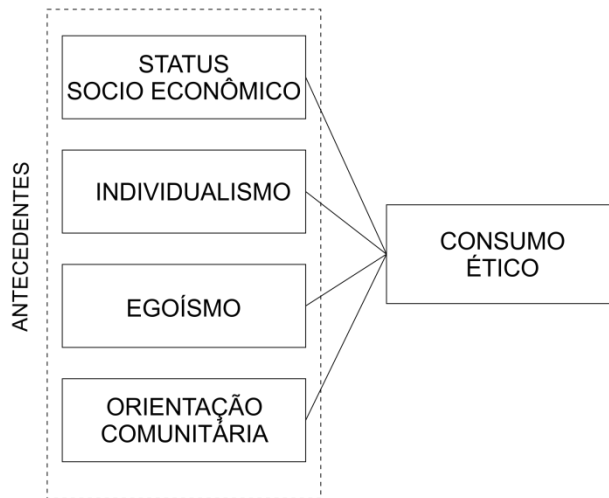 ANTECEDENTES
STATUS
SOCIO ECONÔMICO
INDIVIDUALISMO
EGOÍSMO
ORIENTAÇÃO
COMUNITÁRIA
CONSUMO
ÉTICO